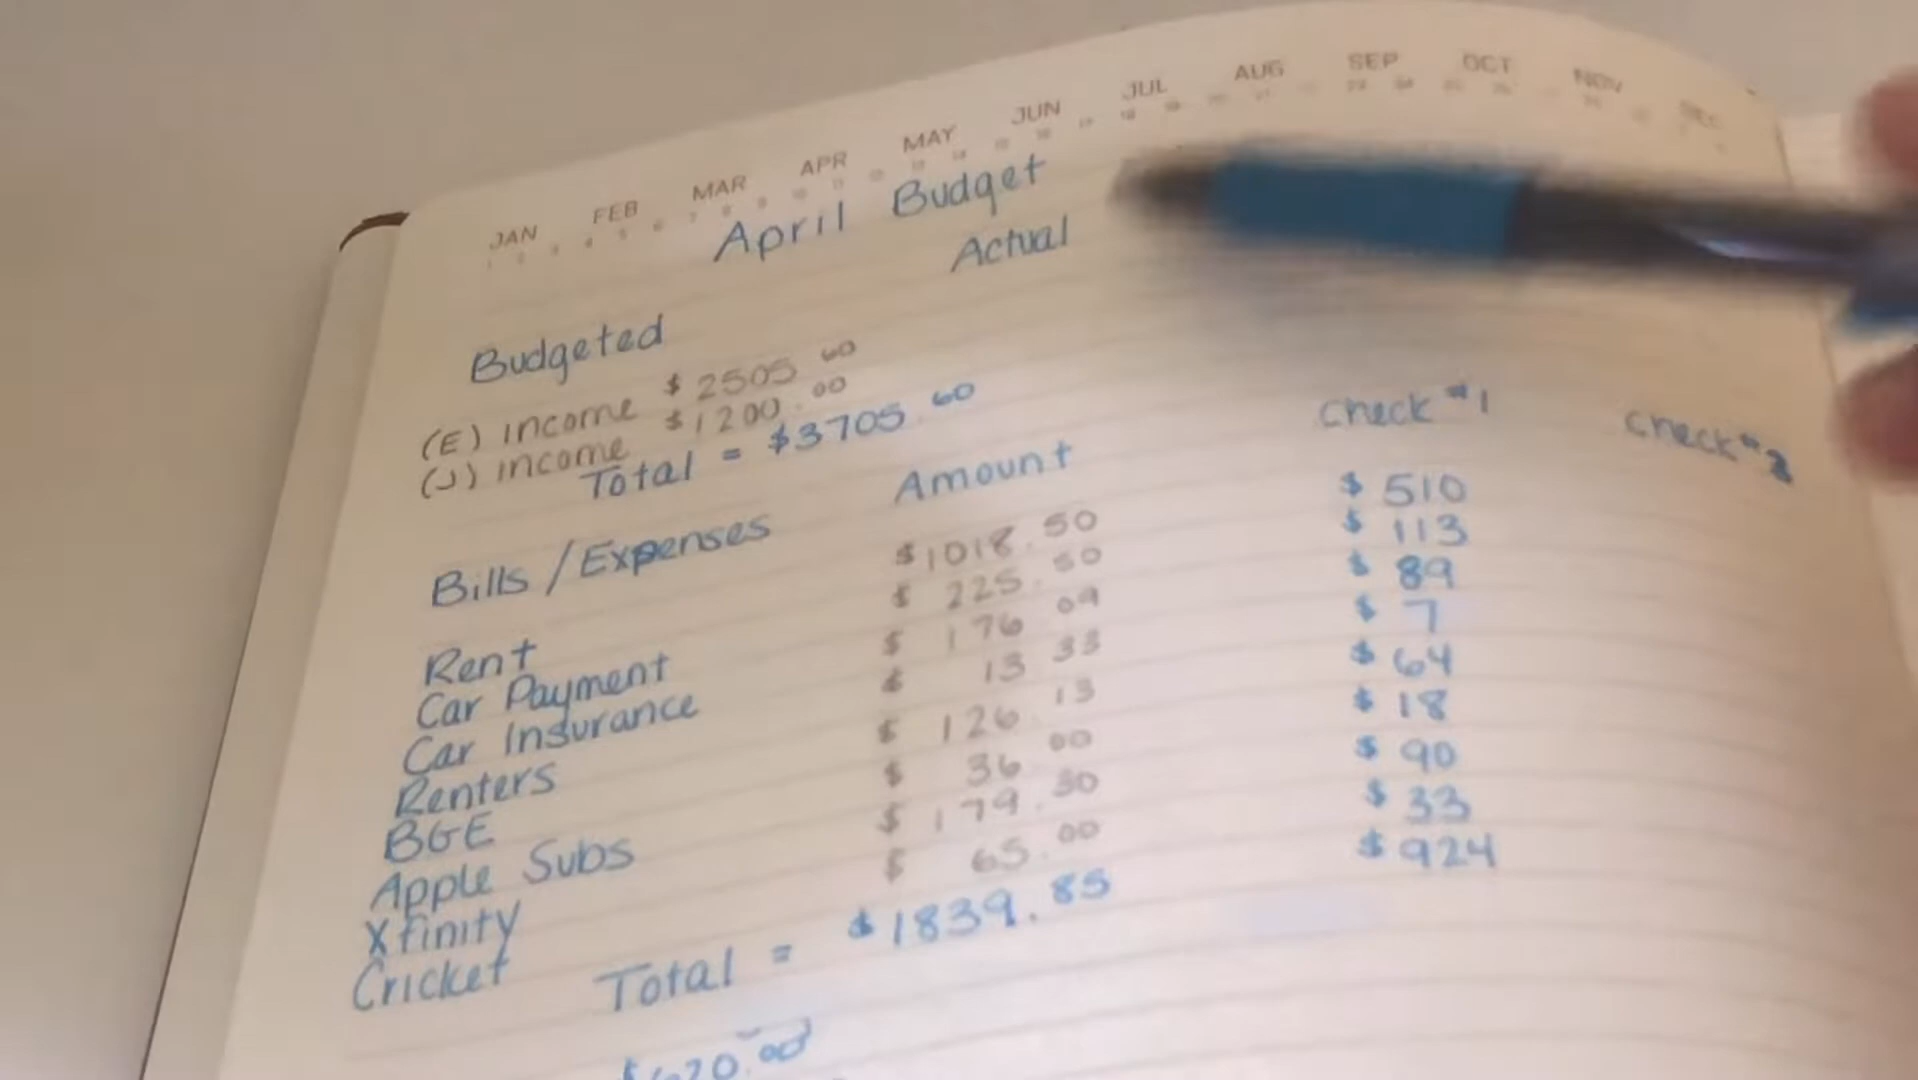 JAN FEB MAR APR MAY JUN JUL AUG SEP OCT NOV DEC
April Budget
Budgeted Actual
(E) income $2505.60
(J) income $1200.00
Total = $3705.60
Bills/Expenses Amount Check #1 Check #2
Rent $1018.50 $510
Car Payment $225.50 $113
Car Insurance $176.09 $89
Renters $13.33 $7
BGE $126.13 $64
Apple Subs $36.00 $18
Xfinity $179.30 $90
Cricket $65.00 $33
Total = $1839.85 $924